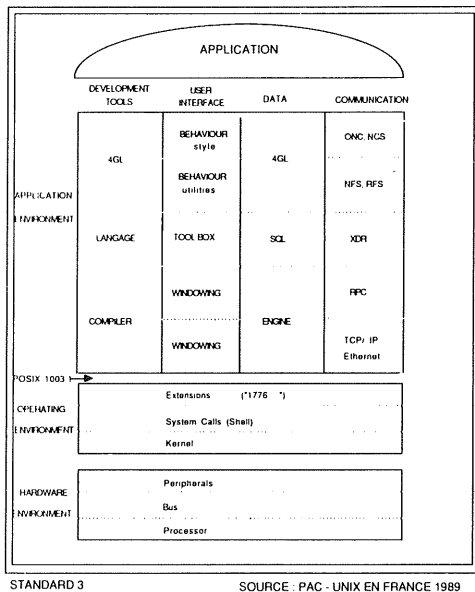 APPLICATION
DEVELOPMENT TOOLS
USER INTERFACE
DATA
COMMUNICATION
APPLICATION ENVIRONMENT
4GL
LANGAGE
COMPILER
BEHAVIOUR style
BEHAVIOUR utilities
TOOL BOX
WINDOWING
WINDOWING
4GL
SQL
ENGINE
ONC, NCS
NFS, RFS
XDR
RPC
TCP/ IP
Ethernet
POSIX 1003
OPERATING ENVIRONMENT
Extensions ("1776 ")
System Calls (Shell)
Kernel
HARDWARE ENVIRONMENT
Peripherals
Bus
Processor
STANDARD 3
SOURCE : PAC - UNIX EN FRANCE 1989